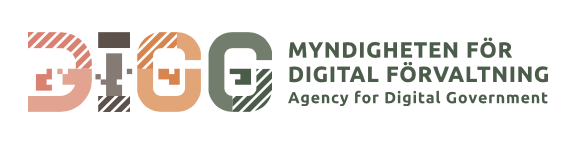 DIGG
MYNDIGHETEN FÖR
DIGITAL FÖRVALTNING
Agency for Digital Government